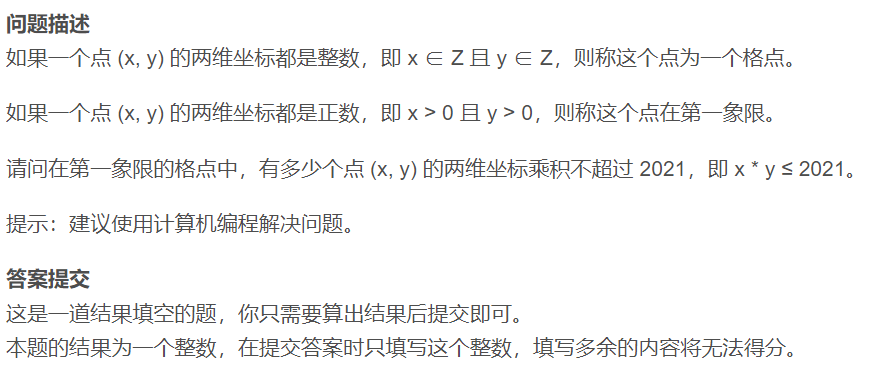 问题描述
如果一个点 (x, y) 的两维坐标都是整数，即 x ∈ Z 且 y ∈ Z，则称这个点为一个格点。
如果一个点 (x, y) 的两维坐标都是正数，即 x > 0 且 y > 0，则称这个点在第一象限。
请问在第一象限的格点中，有多少个点 (x, y) 的两维坐标乘积不超过 2021，即 x * y ≤ 2021。
提示：建议使用计算机编程解决问题。
答案提交
这是一道结果填空的题，你只需要算出结果后提交即可。
本题的结果为一个整数，在提交答案时只填写这个整数，填写多余的内容将无法得分。